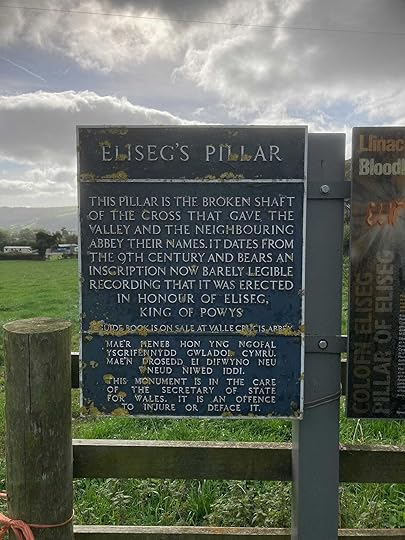 ELISEG'S PILLAR
THIS PILLAR IS THE BROKEN SHAFT
OF THE CROSS THAT GAVE THE
VALLEY AND THE NEIGHBOURING
ABBEY THEIR NAMES. IT DATES FROM
THE 9TH CENTURY AND BEARS AN
INSCRIPTION NOW BARELY LEGIBLE
RECORDING THAT IT WAS ERECTED
IN HONOUR OF ELISEG,
KING OF POWYS
GUIDE BOOK IS ON SALE AT VALLE CRUCIS ABBEY
MAE'R HENEB HON YNG NGOFAL
YSGRIFENNYDD GWLADOL CYMRU.
MAE'N DROSEDD EI DIFWYNO NEU
WNEUD NIWED IDDI.
THIS MONUMENT IS IN THE CARE
OF THE SECRETARY OF STATE
FOR WALES. IT IS AN OFFENCE
TO INJURE OR DEFACE IT.
Llinac
Bloodl
PILLAR OF ELISEG